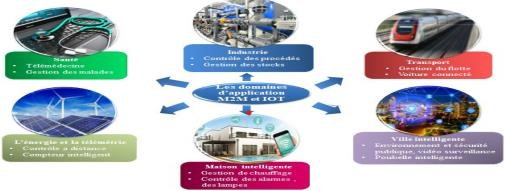 Santé
• Télémédecine
• Gestion des malades
Industrie
• Contrôle des procédés
• Gestion des stocks
Transport
• Gestion du flotte
• Voiture connecté
Les domaines
d'application
M2M et IOT
L'énergie et la télémétrie
• Contrôle à distance
• Compteur intelligent
Maison intelligente
• Gestion de chauffage
• Contrôle des alarmes ,
des lampes
Ville intelligente
• Environnement et sécurité
publique, vidéo surveillance
• Poubelle intelligente